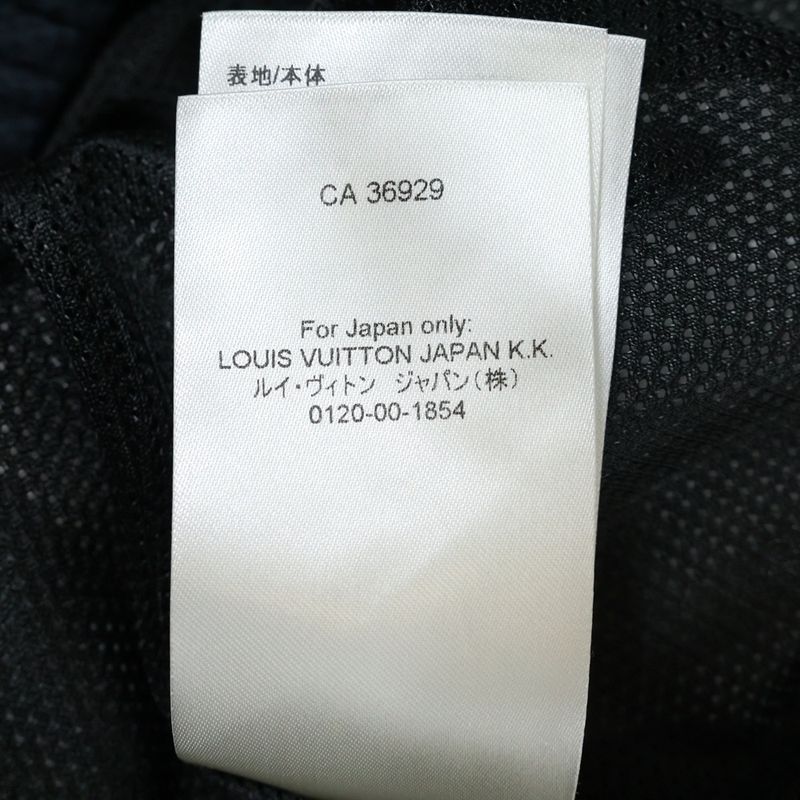 表地/本体
CA 36929
For Japan only:
LOUIS VUITTON JAPAN K.K.
ルイ・ヴィトン ジャパン(株)
0120-00-1854